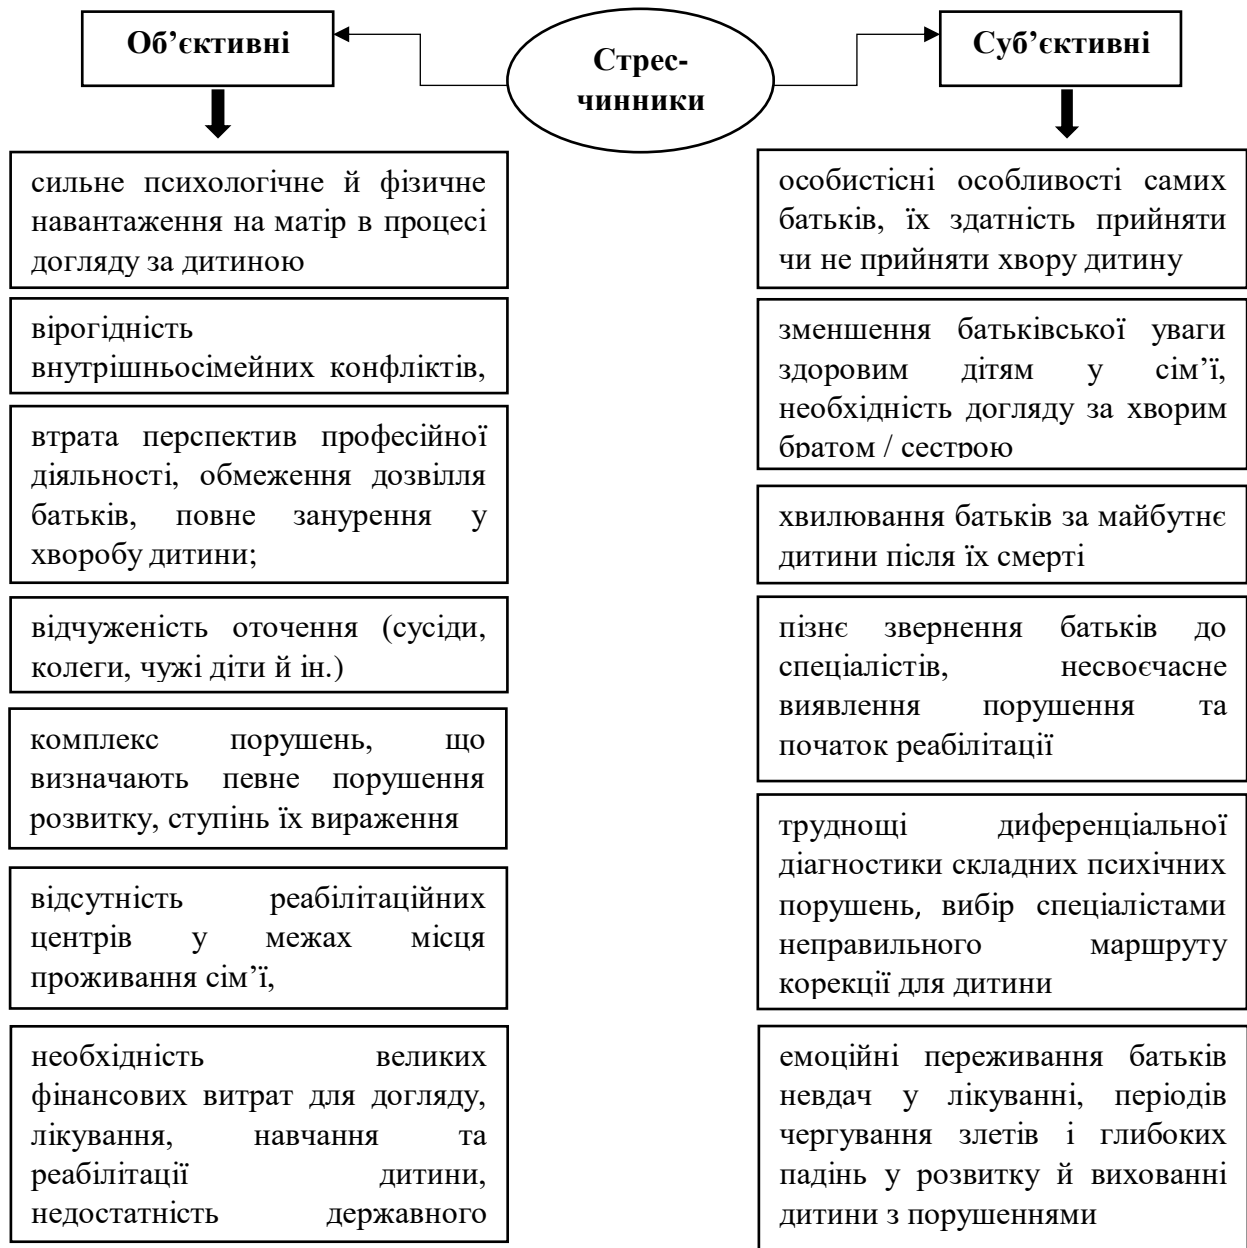 Об’єктивні
Стрес-
чинники
Суб’єктивні
сильне психологічне й фізичне
навантаження на матір в процесі
догляду за дитиною
вірогідність
внутрішньосімейних конфліктів,
втрата перспектив професійної
діяльності, обмеження дозвілля
батьків, повне занурення у
хворобу дитини;
відчуженість оточення (сусіди,
колеги, чужі діти й ін.)
комплекс порушень, що
визначають певне порушення
розвитку, ступінь їх вираження
відсутність реабілітаційних
центрів у межах місця
проживання сім’ї,
необхідність великих
фінансових витрат для догляду,
лікування, навчання та
реабілітації дитини,
недостатність державного
особистісні особливості самих
батьків, їх здатність прийняти
чи не прийняти хвору дитину
зменшення батьківської уваги
здоровим дітям у сім’ї,
необхідність догляду за хворим
братом / сестрою
хвилювання батьків за майбутнє
дитини після їх смерті
пізнє звернення батьків до
спеціалістів, несвоєчасне
виявлення порушення та
початок реабілітації
труднощі диференціальної
діагностики складних психічних
порушень, вибір спеціалістами
неправильного маршруту
корекції для дитини
емоційні переживання батьків
невдач у лікуванні, періодів
чергування злетів і глибоких
падінь у розвитку й вихованні
дитини з порушеннями